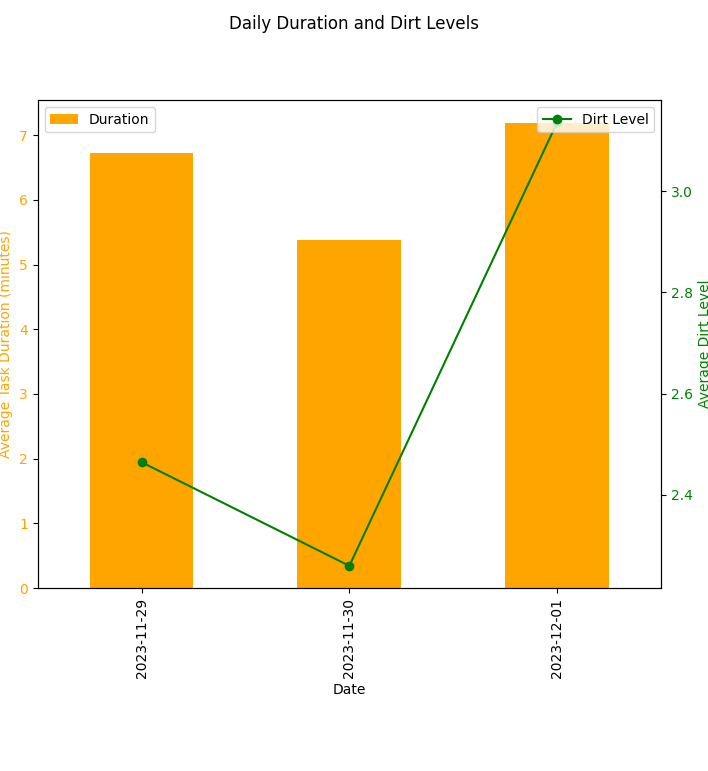 Daily Duration and Dirt Levels
Duration
Dirt Level
7
6
5
4
3
2
1
0
Average Task Duration (minutes)
3.0
2.8
2.6
2.4
Average Dirt Level
2023-11-29
2023-11-30
2023-12-01
Date